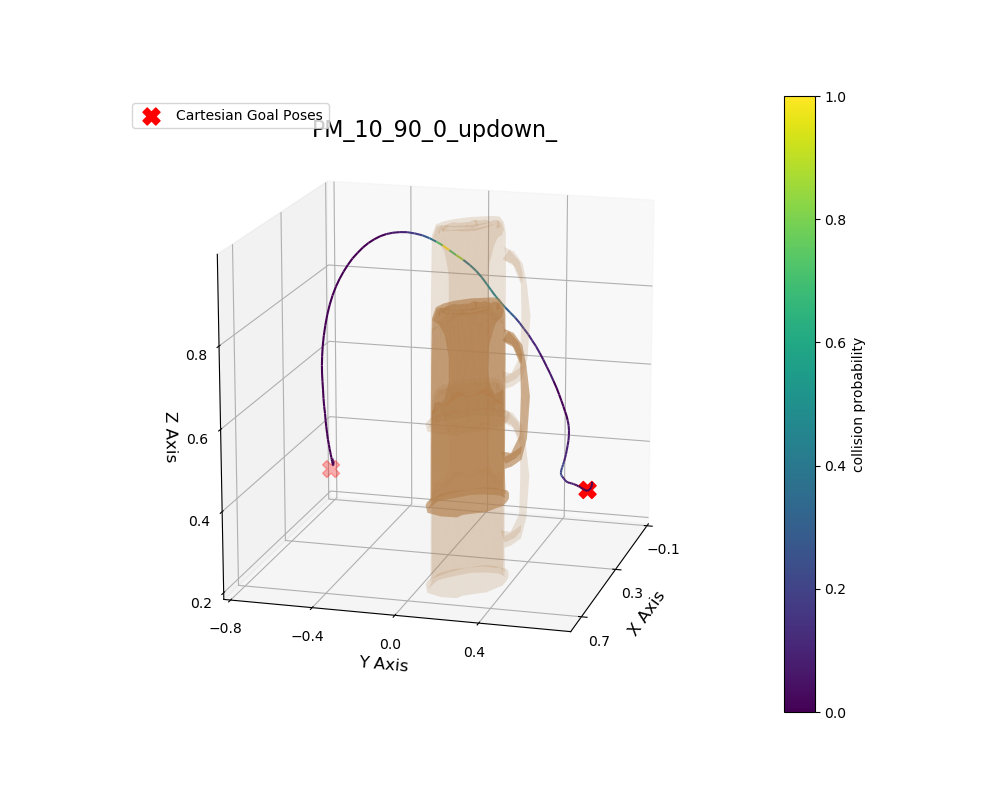 Cartesian Goal Poses
PM_10_90_0_updown_
1.0
0.8
0.6
0.4
0.2
0.0
collision probability
0.8
0.6
0.4
0.2
Z Axis
−0.8
−0.4
0.0
0.4
Y Axis
−0.1
0.3
0.7
X Axis